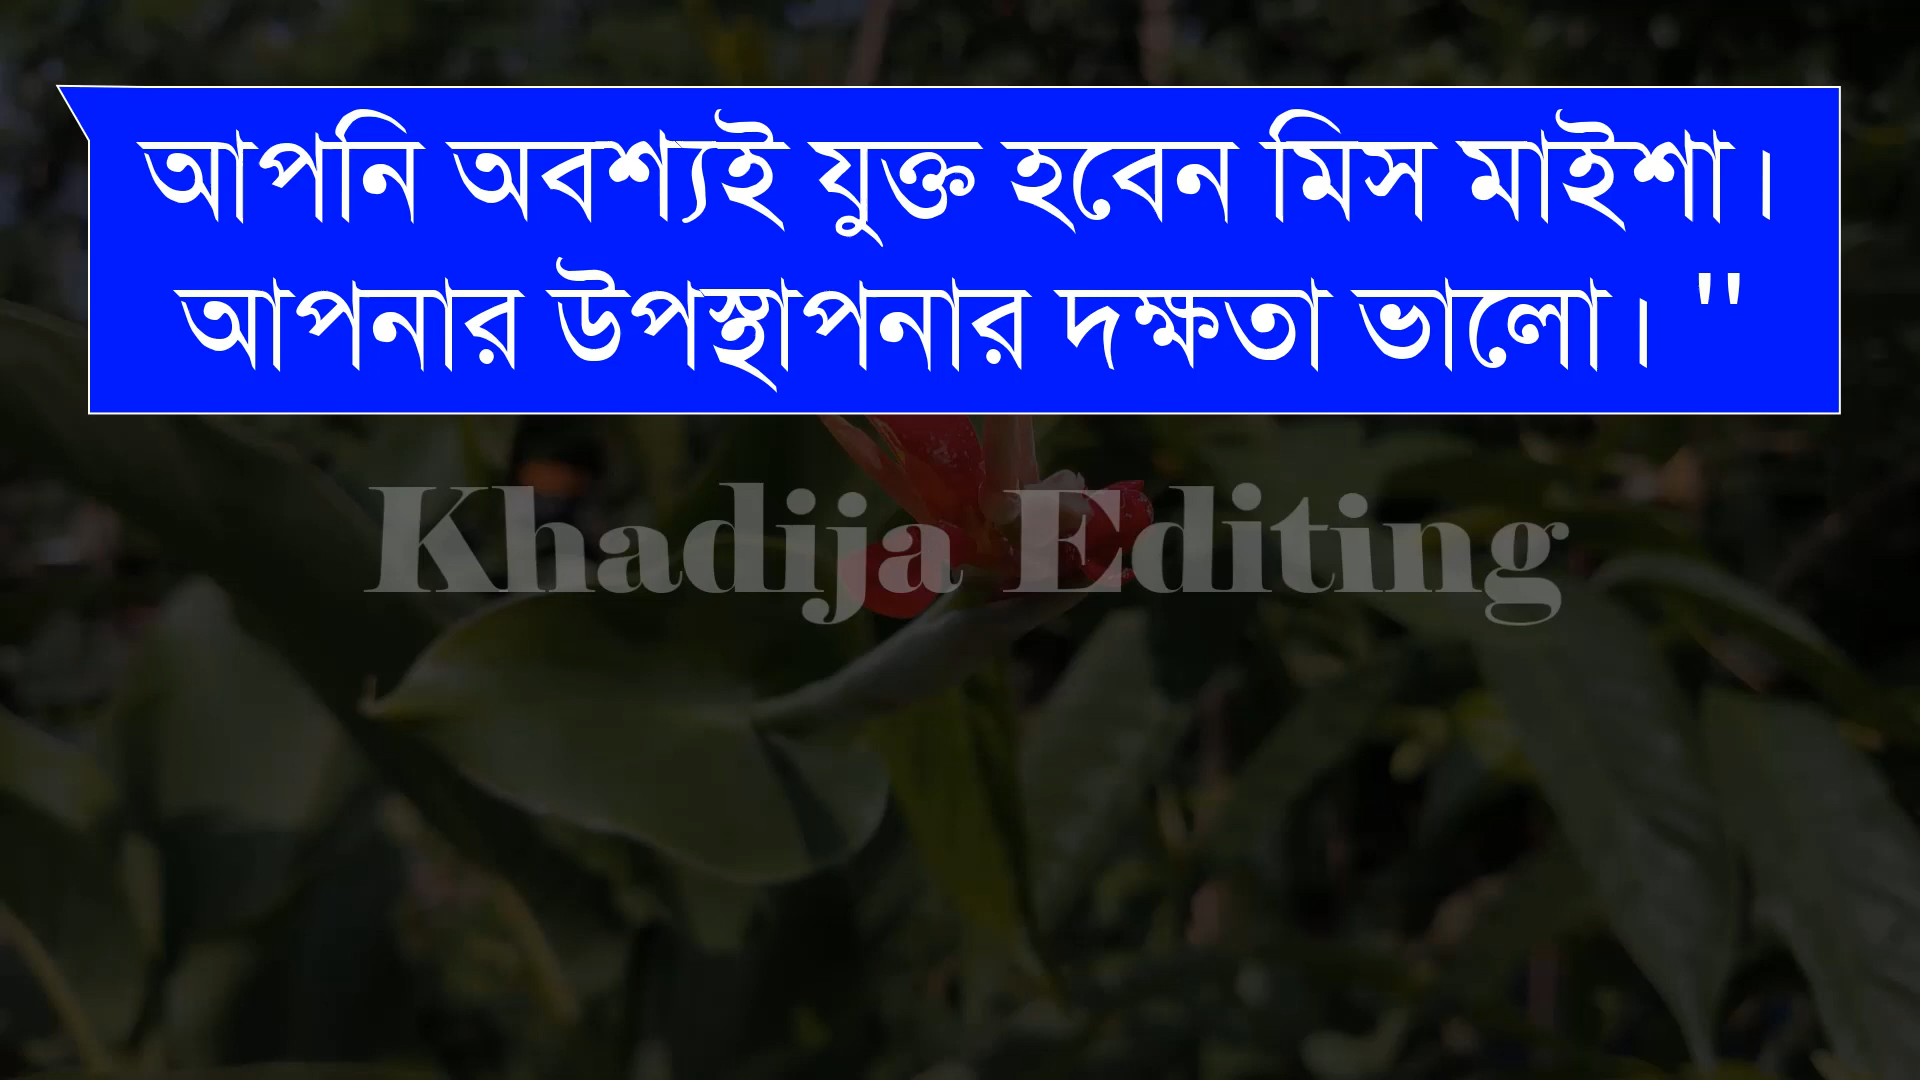 আপনি অবশ্যই যুক্ত হবেন মিস মাইশা।
আপনার উপস্থাপনার দক্ষতা ভালো। "
Khadija Editing